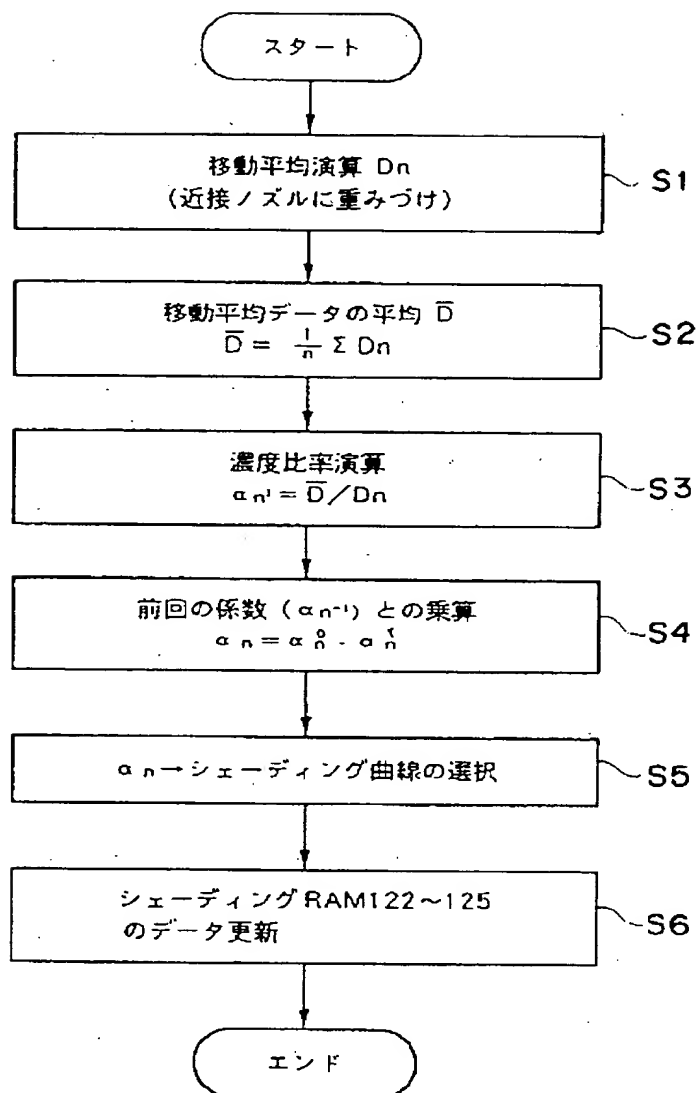 スタート
移動平均演算 Dn
(近接ノズルに重みづけ)
S1
移動平均データの平均 D̅
D̅ = 1/n Σ Dn
S2
濃度比率演算
αn¹ = D̅/Dn
S3
前回の係数 (αn⁻¹) との乗算
αn = α⁰n ・ α¹n
S4
αn→シェーディング曲線の選択
S5
シェーディングRAM122~125
のデータ更新
S6
エンド